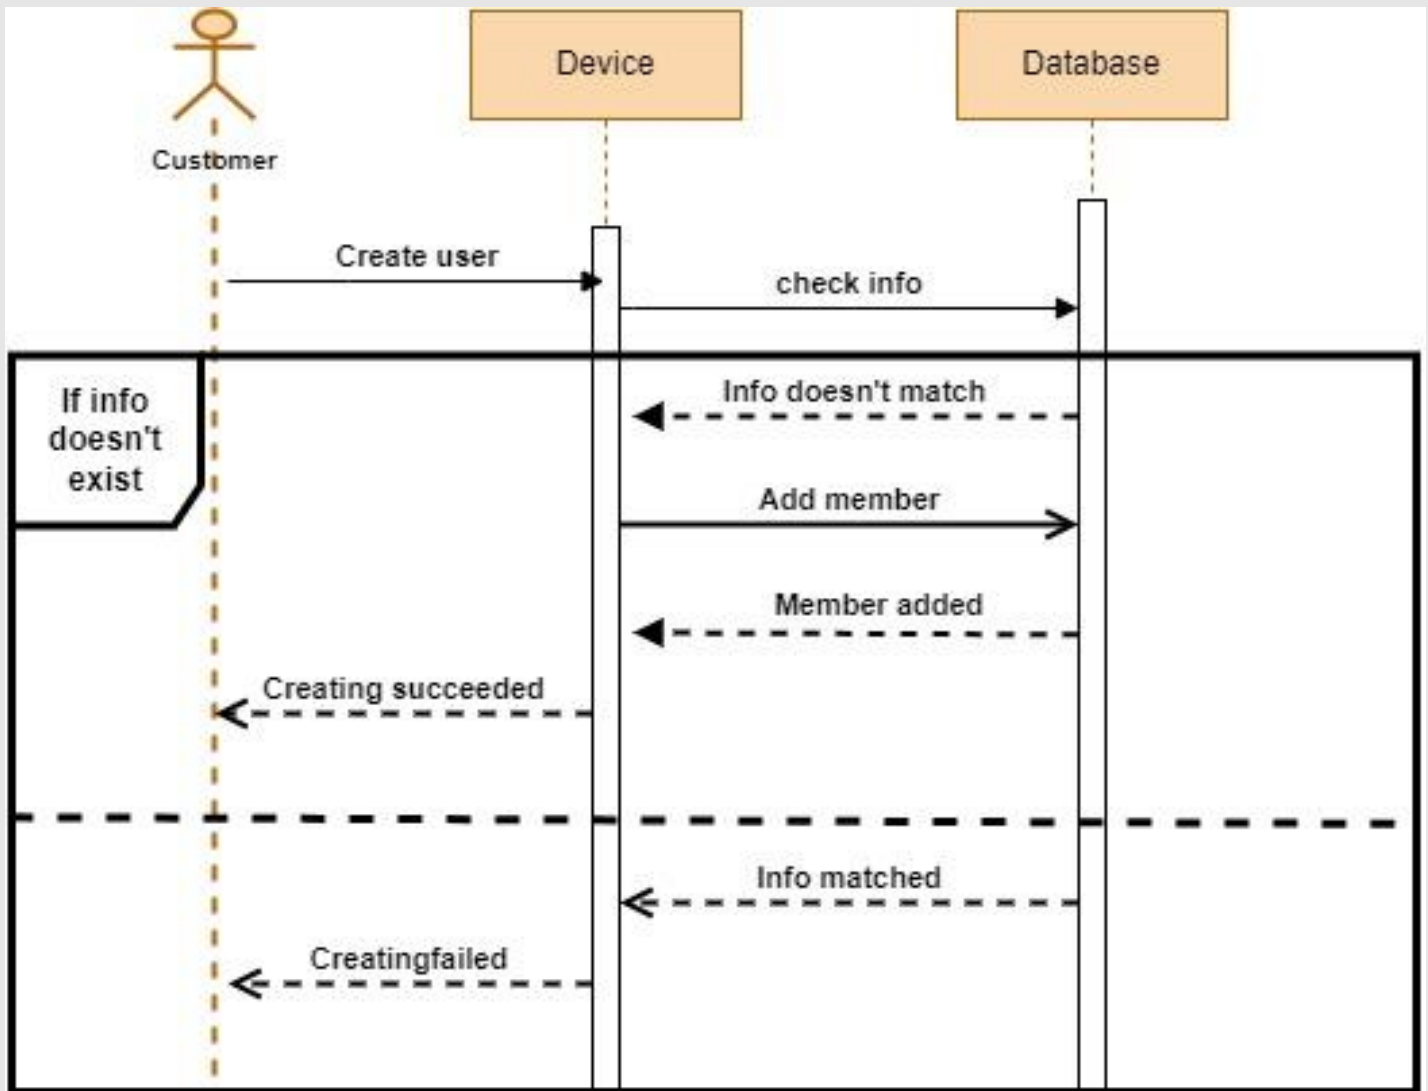 Device
Database
Customer
Create user
check info
If info
doesn't
exist
Info doesn't match
Add member
Member added
Creating succeeded
Info matched
Creatingfailed